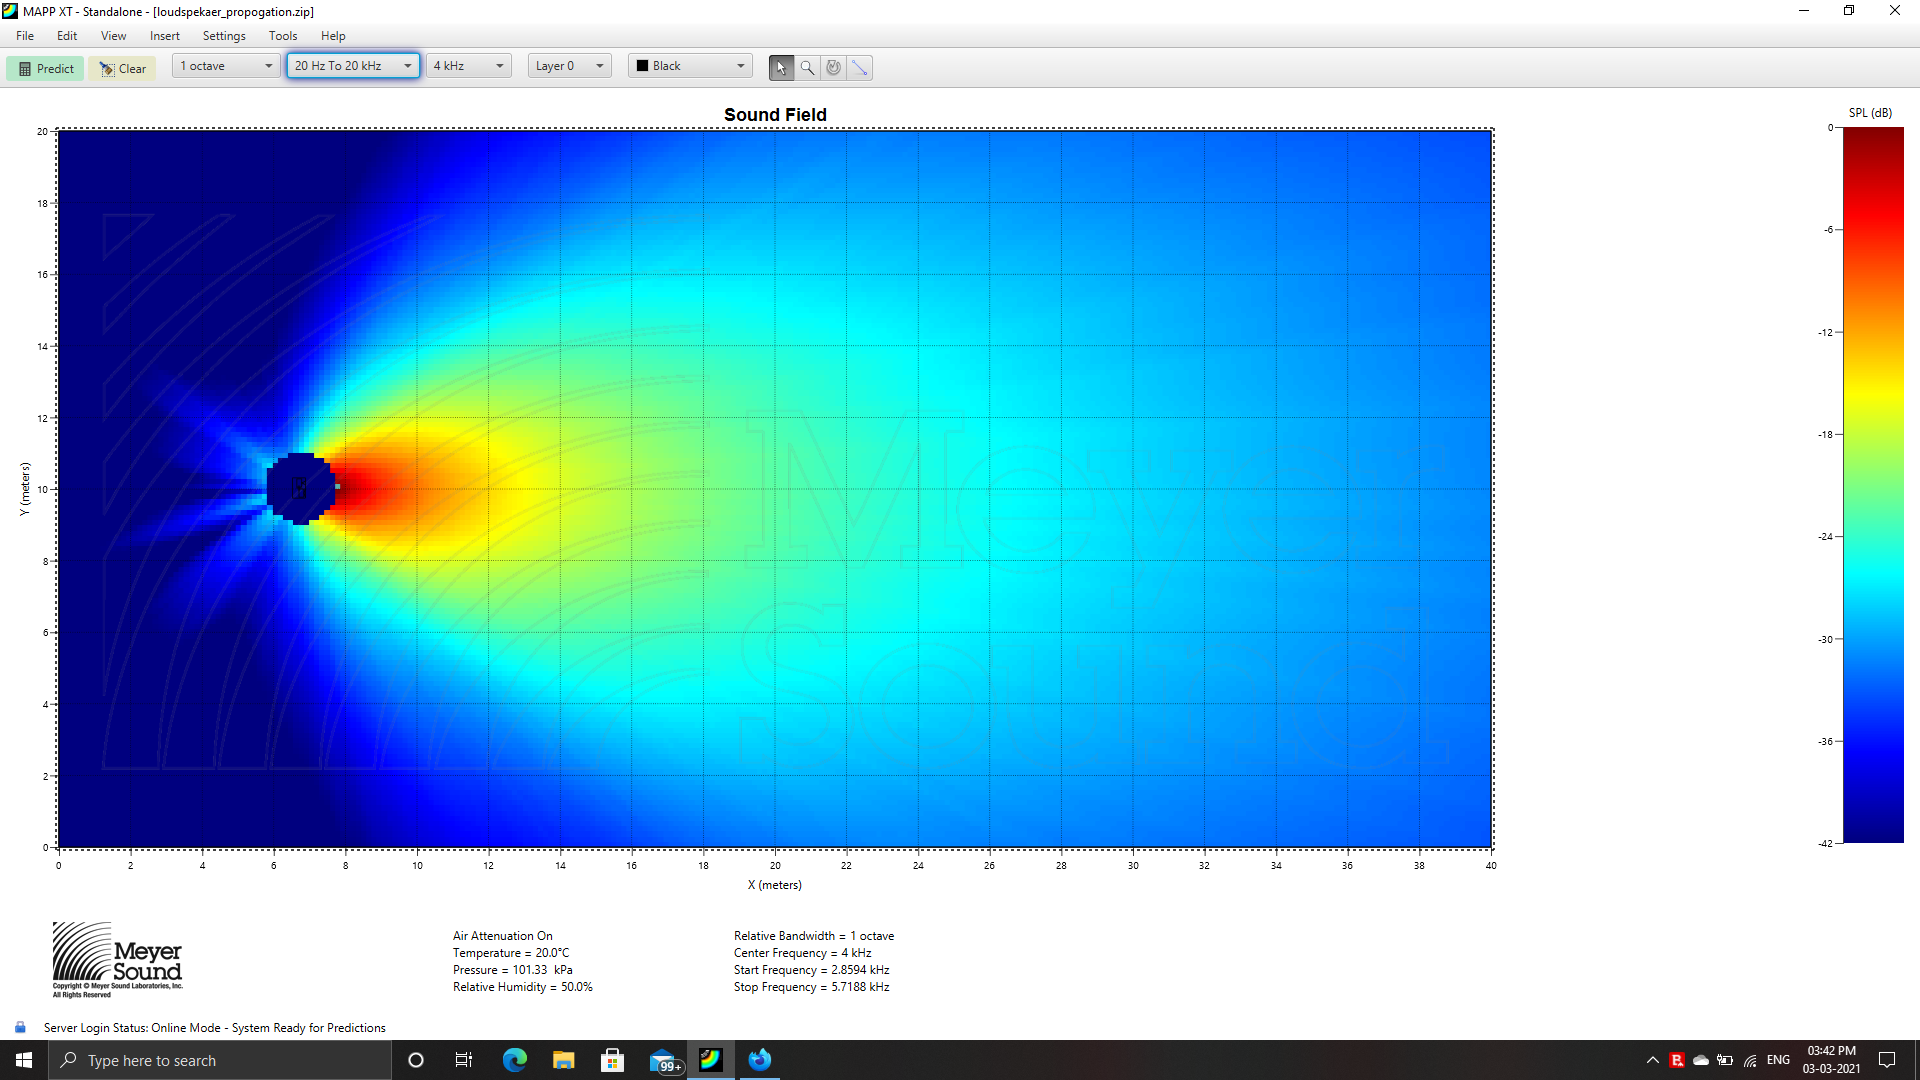 MAPP XT - Standalone - [loudspekaer_propogation.zip]
File Edit View Insert Settings Tools Help
Predict Clear 1 octave 20 Hz To 20 kHz 4 kHz Layer 0 Black
Sound Field
SPL (dB)
0
-6
-12
-18
-24
-30
-36
-42
Y (meters)
20
18
16
14
12
10
8
6
4
2
0
Meyer
Sound
0 2 4 6 8 10 12 14 16 18 20 22 24 26 28 30 32 34 36 38 40
X (meters)
Meyer
Sound
Copyright © Meyer Sound Laboratories, Inc.
All Rights Reserved
Air Attenuation On
Temperature = 20.0°C
Pressure = 101.33 kPa
Relative Humidity = 50.0%
Relative Bandwidth = 1 octave
Center Frequency = 4 kHz
Start Frequency = 2.8594 kHz
Stop Frequency = 5.7188 kHz
Server Login Status: Online Mode - System Ready for Predictions
Type here to search
99+
ENG
03:42 PM
03-03-2021